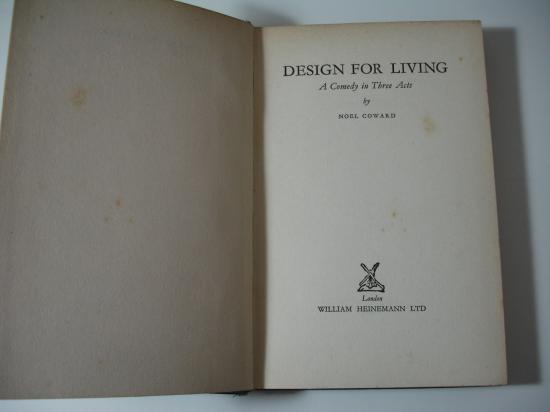 DESIGN FOR LIVING
A Comedy in Three Acts
by
NOEL COWARD
London
WILLIAM HEINEMANN LTD